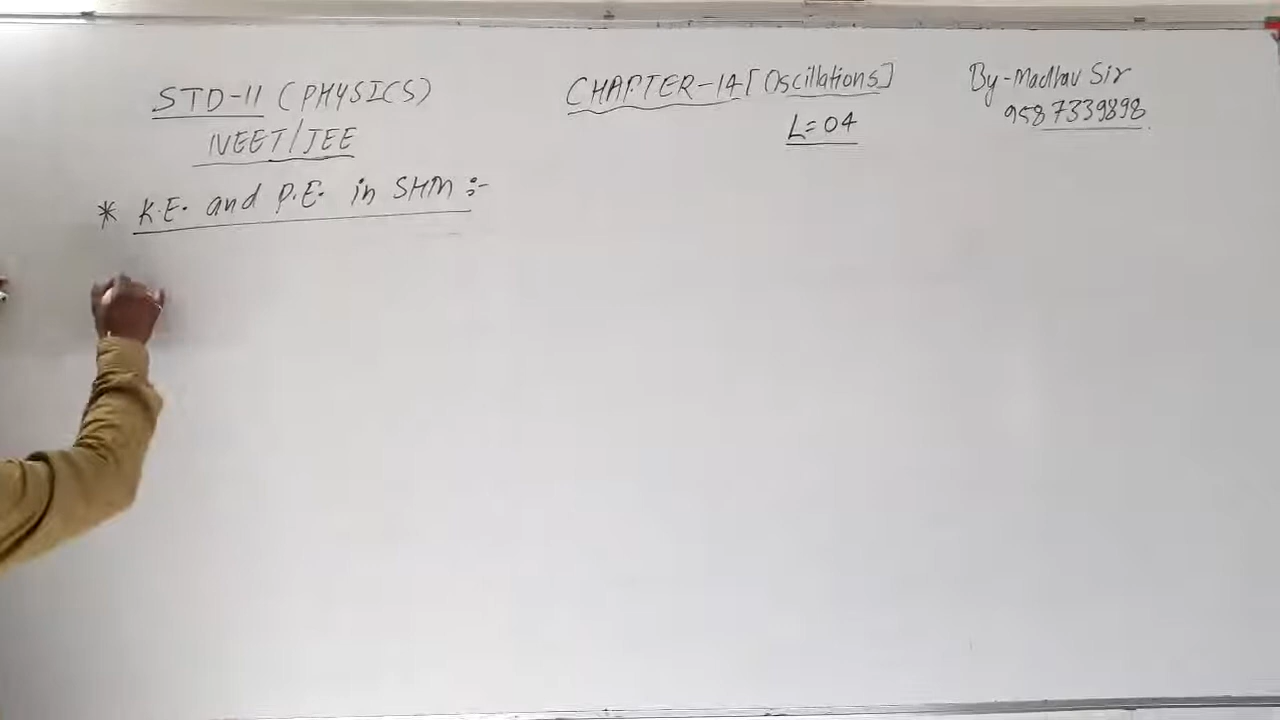 STD-11 (PHYSICS)
NEET/JEE
CHAPTER-14 [Oscillations]
L=04
By-Madhav Sir
9587339898
* K.E. and P.E. in SHM :-